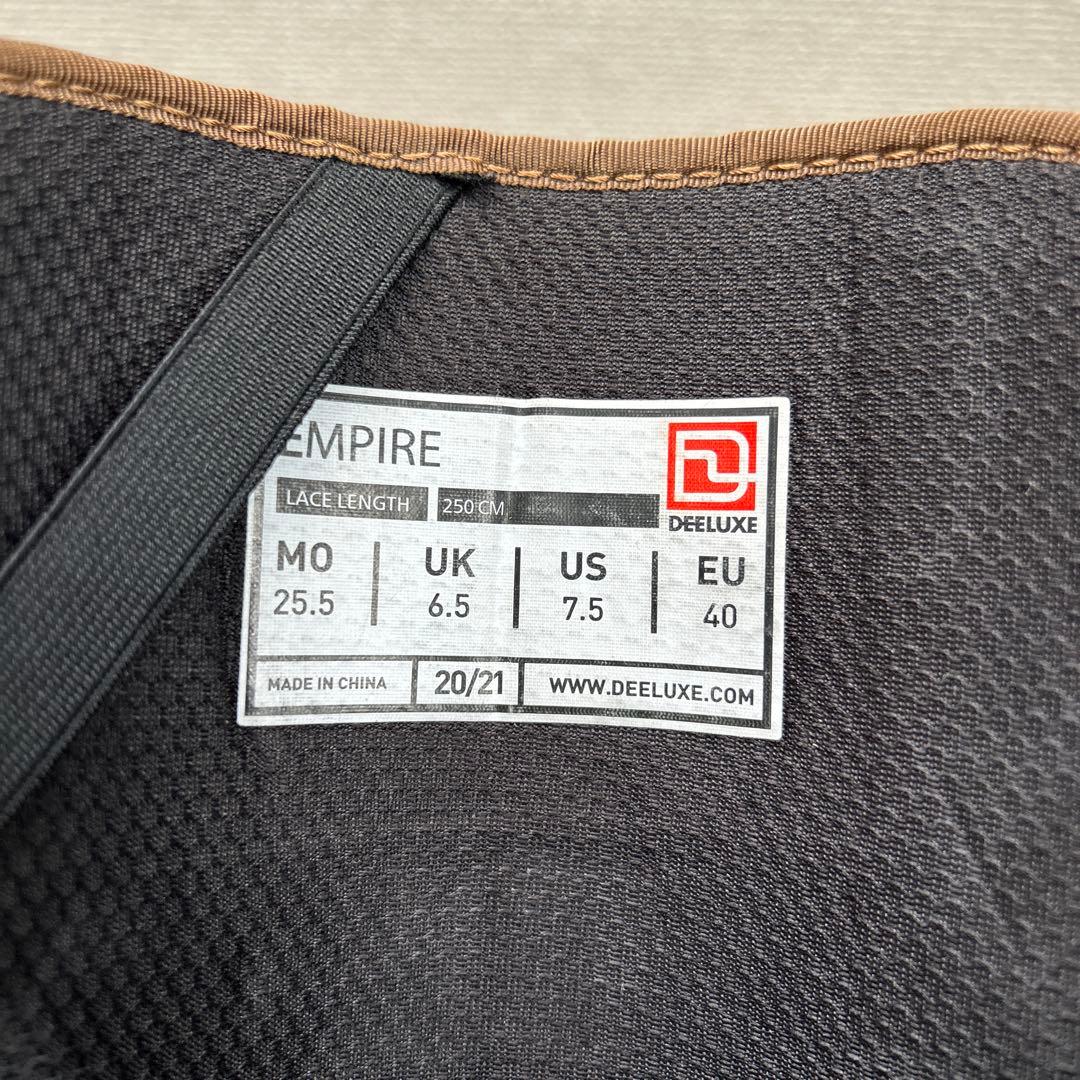 EMPIRE
LACE LENGTH 250 CM
DEELUXE
MO UK US EU
25.5 6.5 7.5 40
MADE IN CHINA 20/21 WWW.DEELUXE.COM